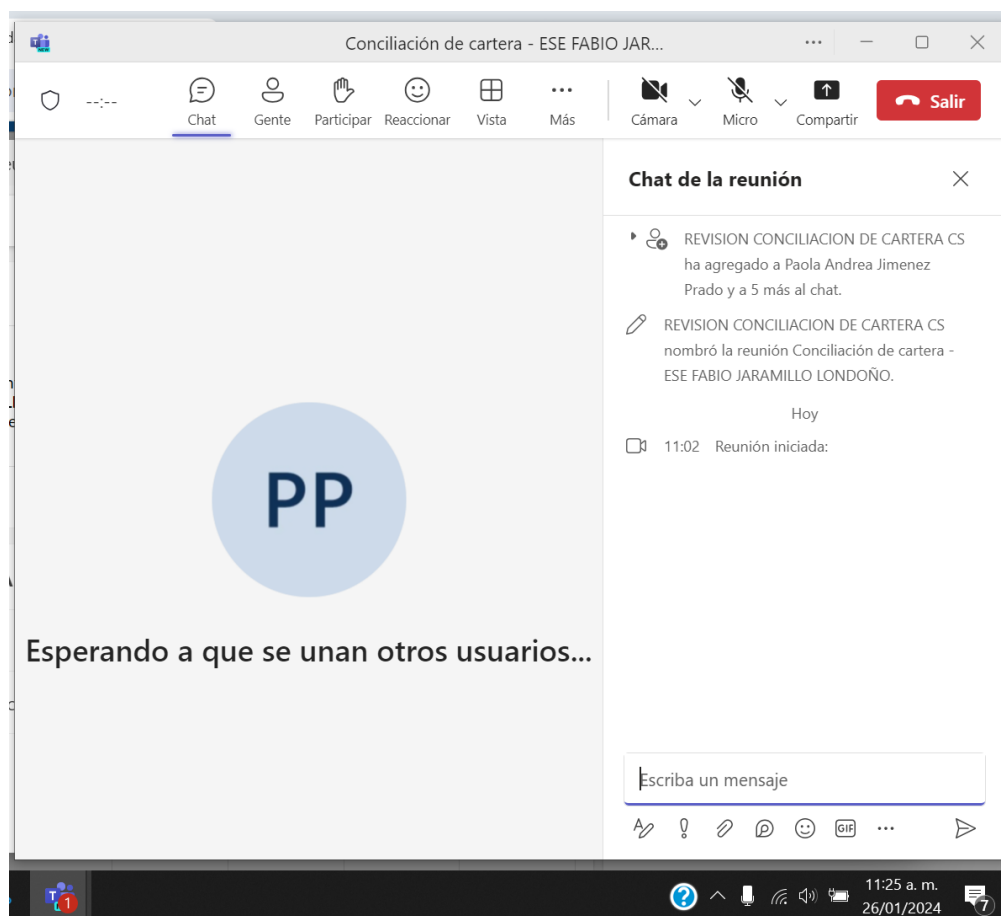 Conciliación de cartera - ESE FABIO JAR...
NEW
--:--
Chat
Gente
Participar
Reaccionar
Vista
Más
Cámara
Micro
Compartir
Salir
Chat de la reunión
REVISION CONCILIACION DE CARTERA CS
ha agregado a Paola Andrea Jimenez
Prado y a 5 más al chat.
REVISION CONCILIACION DE CARTERA CS
nombró la reunión Conciliación de cartera -
ESE FABIO JARAMILLO LONDOÑO.
Hoy
11:02 Reunión iniciada:
PP
Esperando a que se unan otros usuarios...
Escriba un mensaje
GIF
1
11:25 a. m.
26/01/2024
7